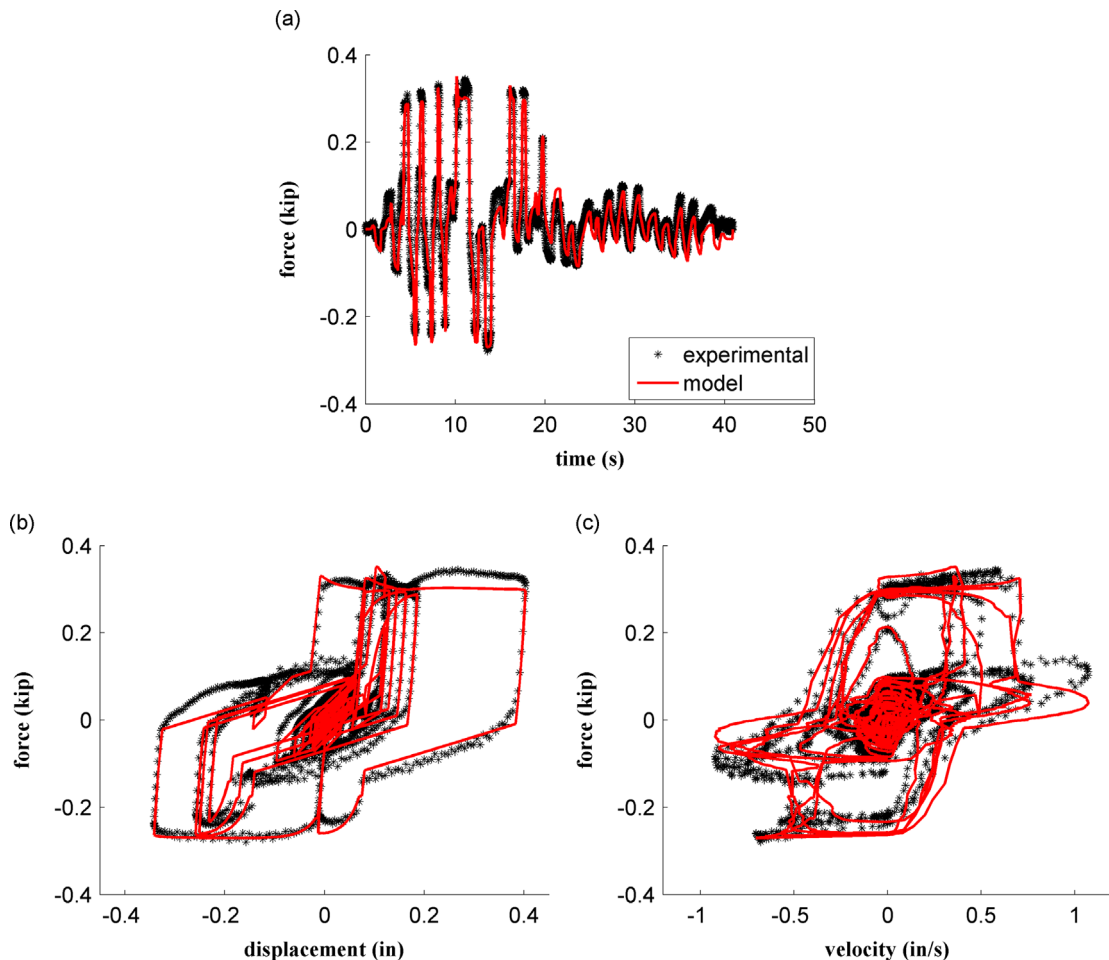 (a)
0.4
0.2
0
-0.2
-0.4
force (kip)
experimental
model
0 10 20 30 40 50
time (s)
(b)
0.4
0.2
0
-0.2
-0.4
force (kip)
-0.4 -0.2 0 0.2 0.4
displacement (in)
(c)
0.4
0.2
0
-0.2
-0.4
force (kip)
-1 -0.5 0 0.5 1
velocity (in/s)